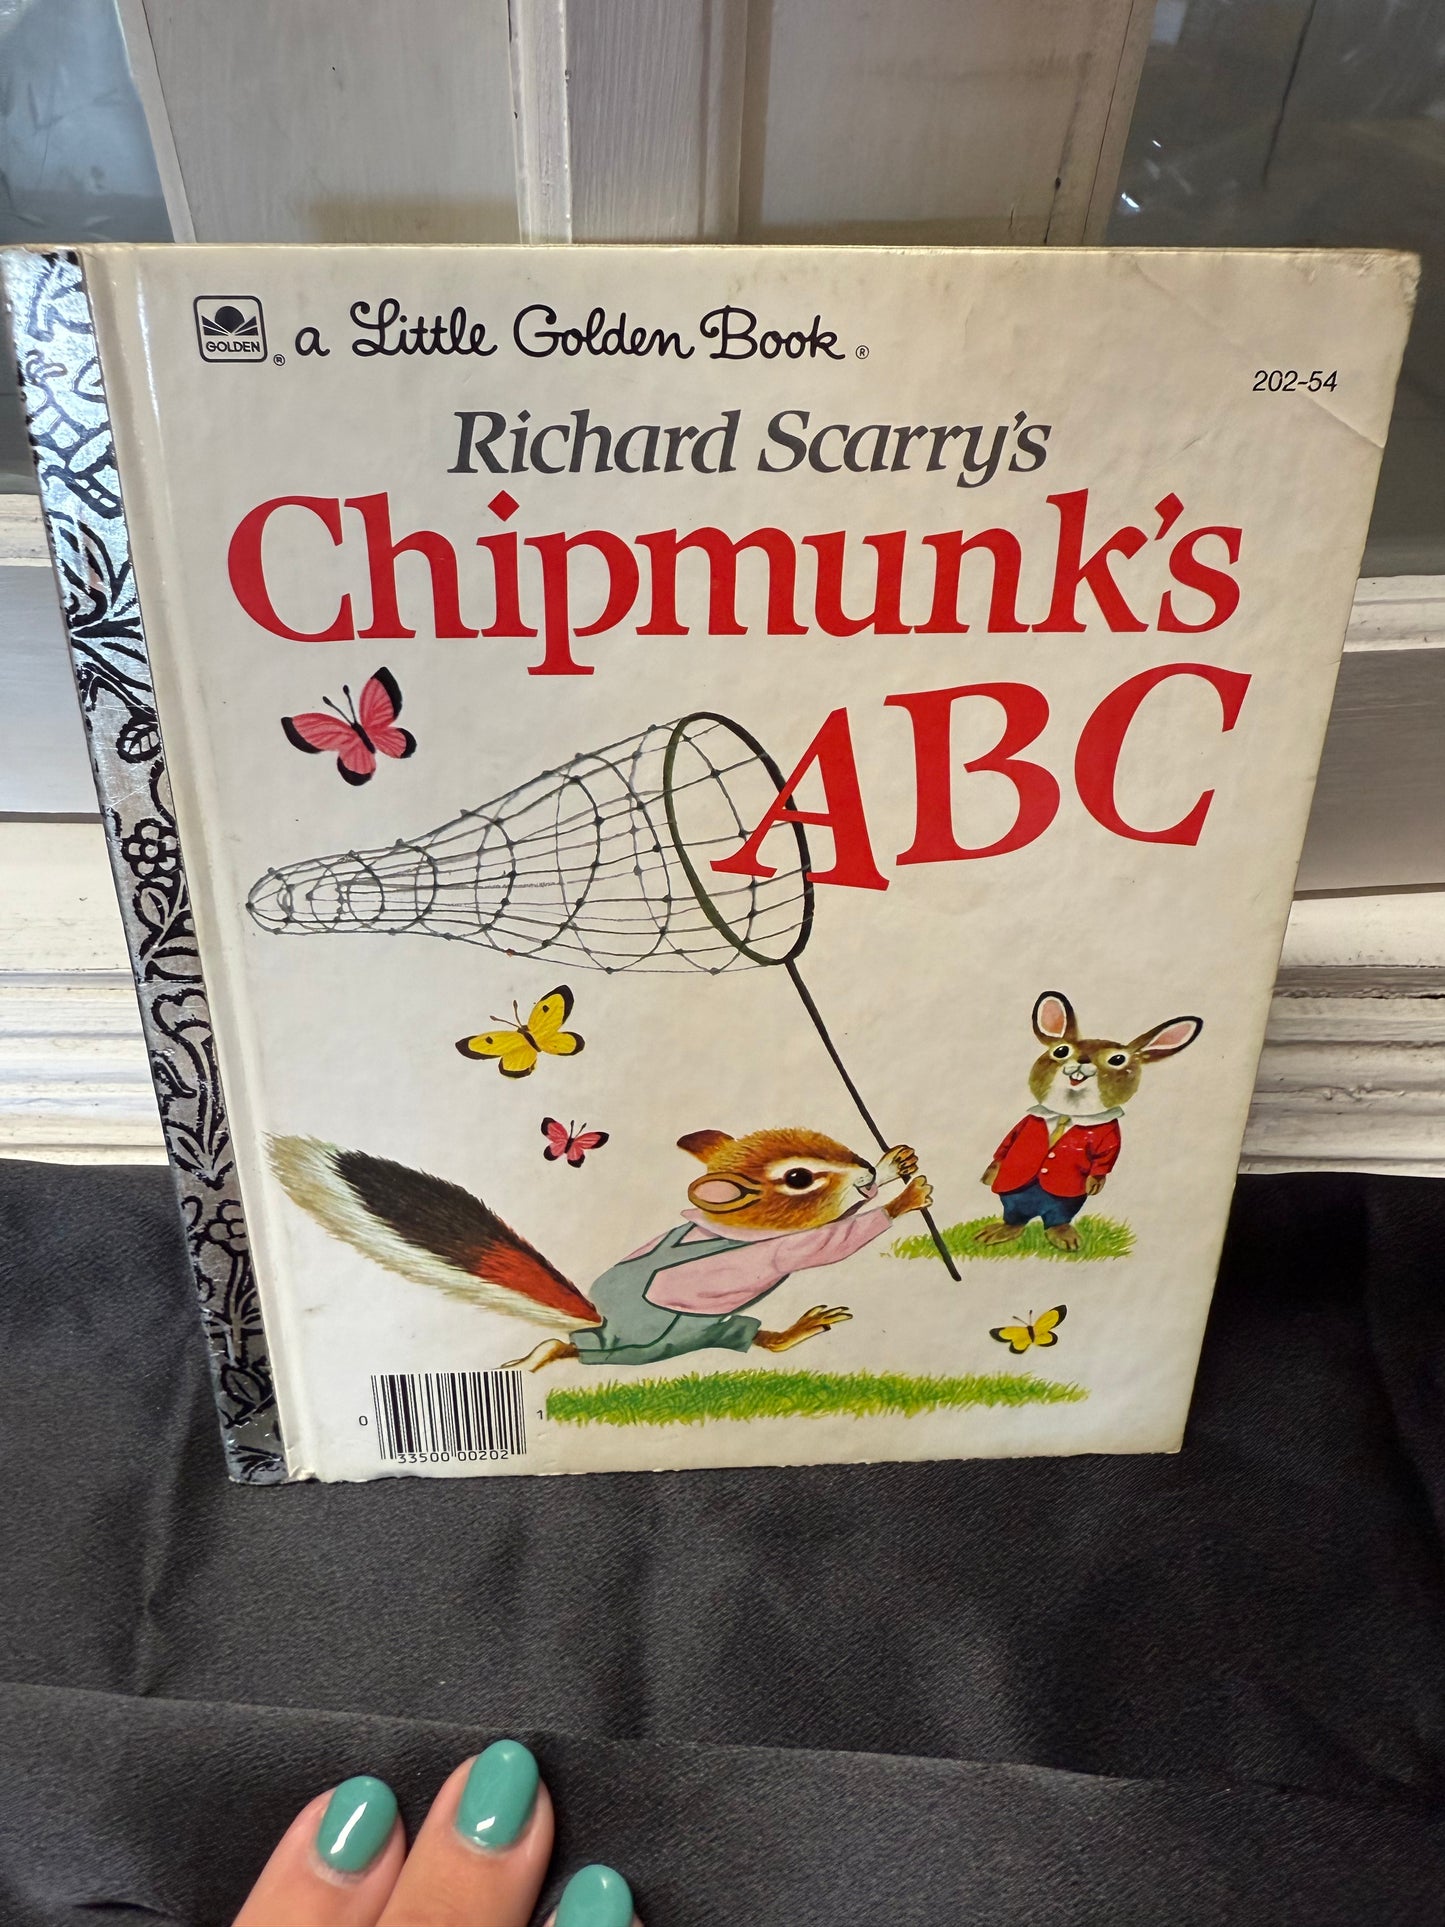 GOLDEN ® a Little Golden Book ®
202-54
Richard Scarry's
Chipmunk's
ABC
0 33500 00202 1